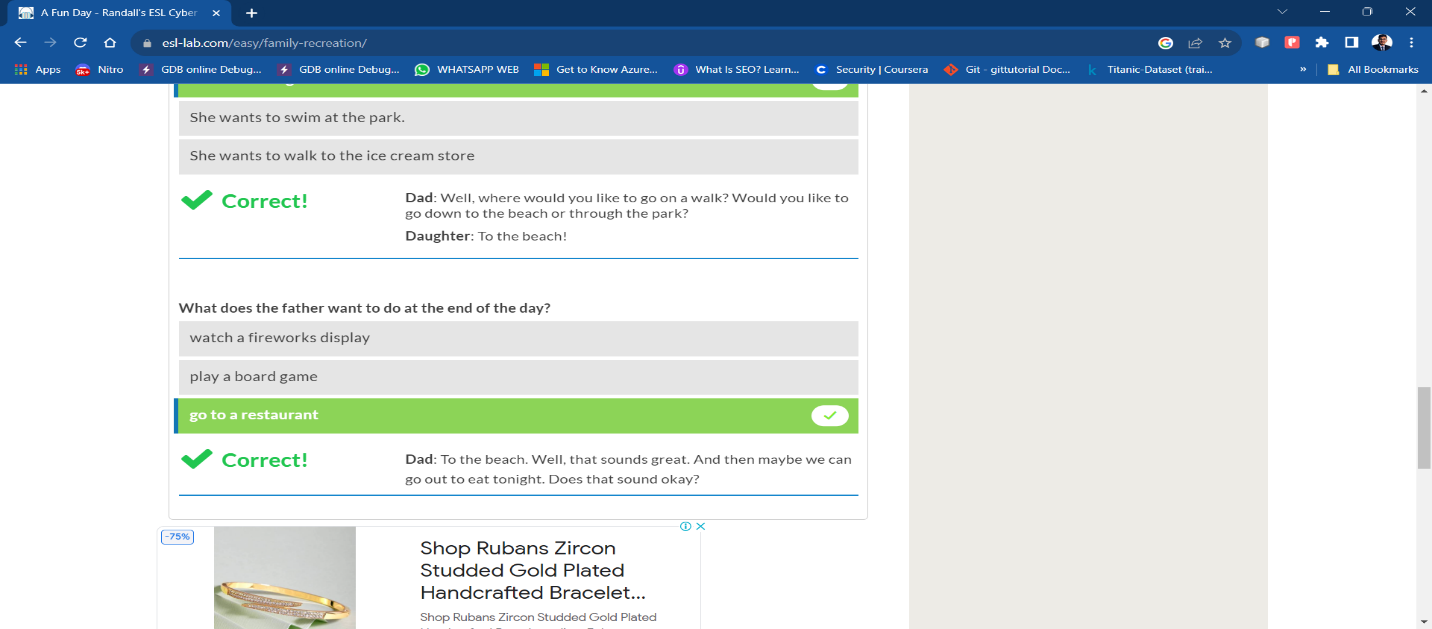 A Fun Day - Randall's ESL Cyber
esl-lab.com/easy/family-recreation/
Apps
5k+ Nitro
GDB online Debug...
GDB online Debug...
WHATSAPP WEB
Get to Know Azure...
What Is SEO? Learn...
Security | Coursera
Git - gittutorial Doc...
Titanic-Dataset (trai...
»
All Bookmarks
She wants to swim at the park.
She wants to walk to the ice cream store
Correct!
Dad: Well, where would you like to go on a walk? Would you like to
go down to the beach or through the park?
Daughter: To the beach!
What does the father want to do at the end of the day?
watch a fireworks display
play a board game
go to a restaurant
Correct!
Dad: To the beach. Well, that sounds great. And then maybe we can
go out to eat tonight. Does that sound okay?
-75%
Shop Rubans Zircon
Studded Gold Plated
Handcrafted Bracelet...
Shop Rubans Zircon Studded Gold Plated